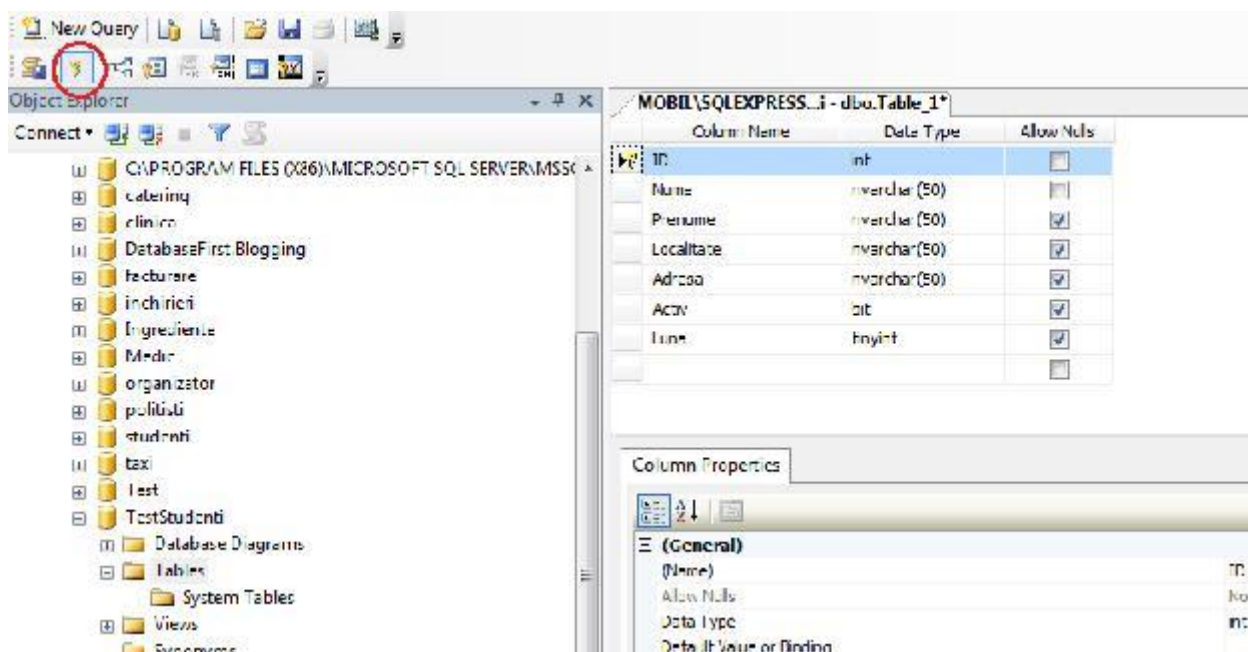 New Query
Object Explorer
Connect
C:\PROGRAM FILES (X86)\MICROSOFT SQL SERVER\MSSQ
catering
clinica
DatabaseFirst.Blogging
facturare
inchirieri
Ingrediente
Medic
organizator
politisti
studenti
taxi
Test
TestStudenti
Database Diagrams
Tables
System Tables
Views
Synonyms
MOBIL\SQLEXPRESS...i - dbo.Table_1*
Column Name Data Type Allow Nulls
ID int
Nume nvarchar(50)
Prenume nvarchar(50)
Localitate nvarchar(50)
Adresa nvarchar(50)
Activ bit
tinyint
Column Properties
(General)
(Name) ID
Allow Nulls No
Data Type int
Default Value or Binding